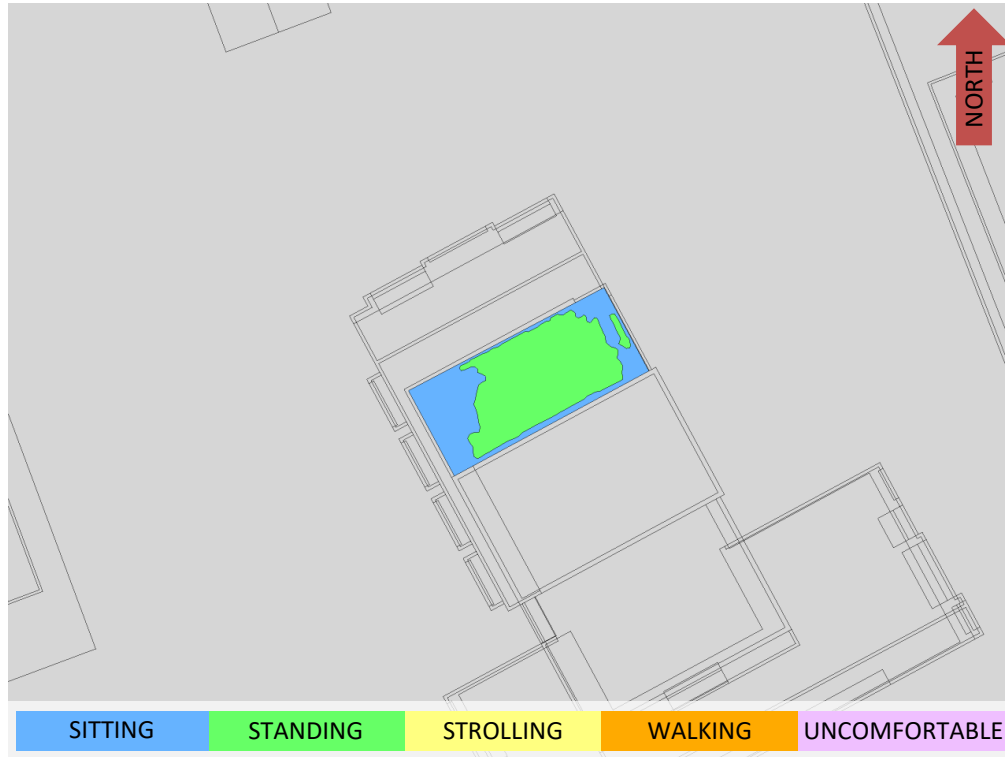 NORTH
SITTING
STANDING
STROLLING
WALKING
UNCOMFORTABLE